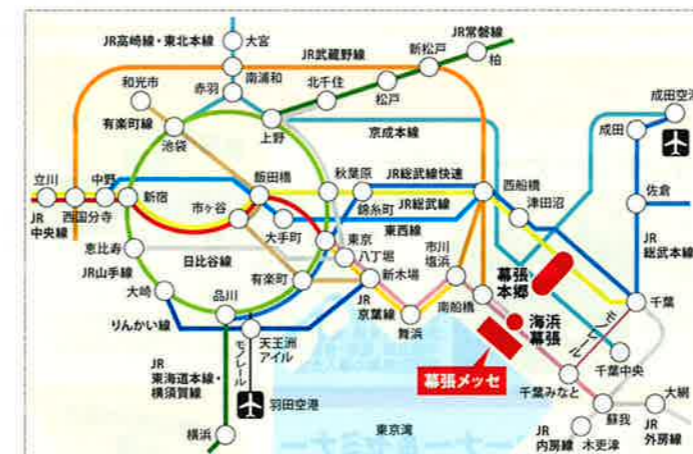 JR常磐線
大宮
JR高崎線・東北本線
JR武蔵野線
新松戸
柏
南浦和
和光市
北千住
成田空港
赤羽
松戸
有楽町線
上野
京成本線
成田
池袋
立川
中野
飯田橋
秋葉原
JR総武線快速
西船橋
新宿
津田沼
佐倉
JR
中央線
西国分寺
市ヶ谷
錦糸町
JR総武線
大手町
東西線
JR
総武本線
恵比寿
東京
市川
塩浜
幕張
本郷
日比谷線
八丁堀
JR山手線
新木場
有楽町
千葉
大崎
品川
JR
京葉線
南船橋
海浜
幕張
モノレール
りんかい線
舞浜
天王洲
アイル
モノレール
千葉中央
JR
東海道本線・
横須賀線
幕張メッセ
千葉みなと
大網
羽田空港
蘇我
JR
内房線
JR
外房線
横浜
東京湾
木更津